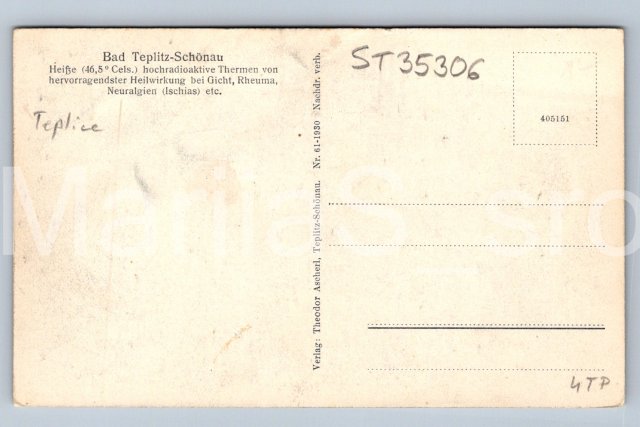 Bad Teplitz-Schönau
Heiße (46,5° Cels.) hochradioaktive Thermen von
hervorragendster Heilwirkung bei Gicht, Rheuma,
Neuralgien (Ischias) etc.
Teplice
Verlag: Theodor Ascherl, Teplitz-Schönau. Nr. 61-1930 Nachdr. verb.
ST35306
405151
4TP
MarilaS_sto